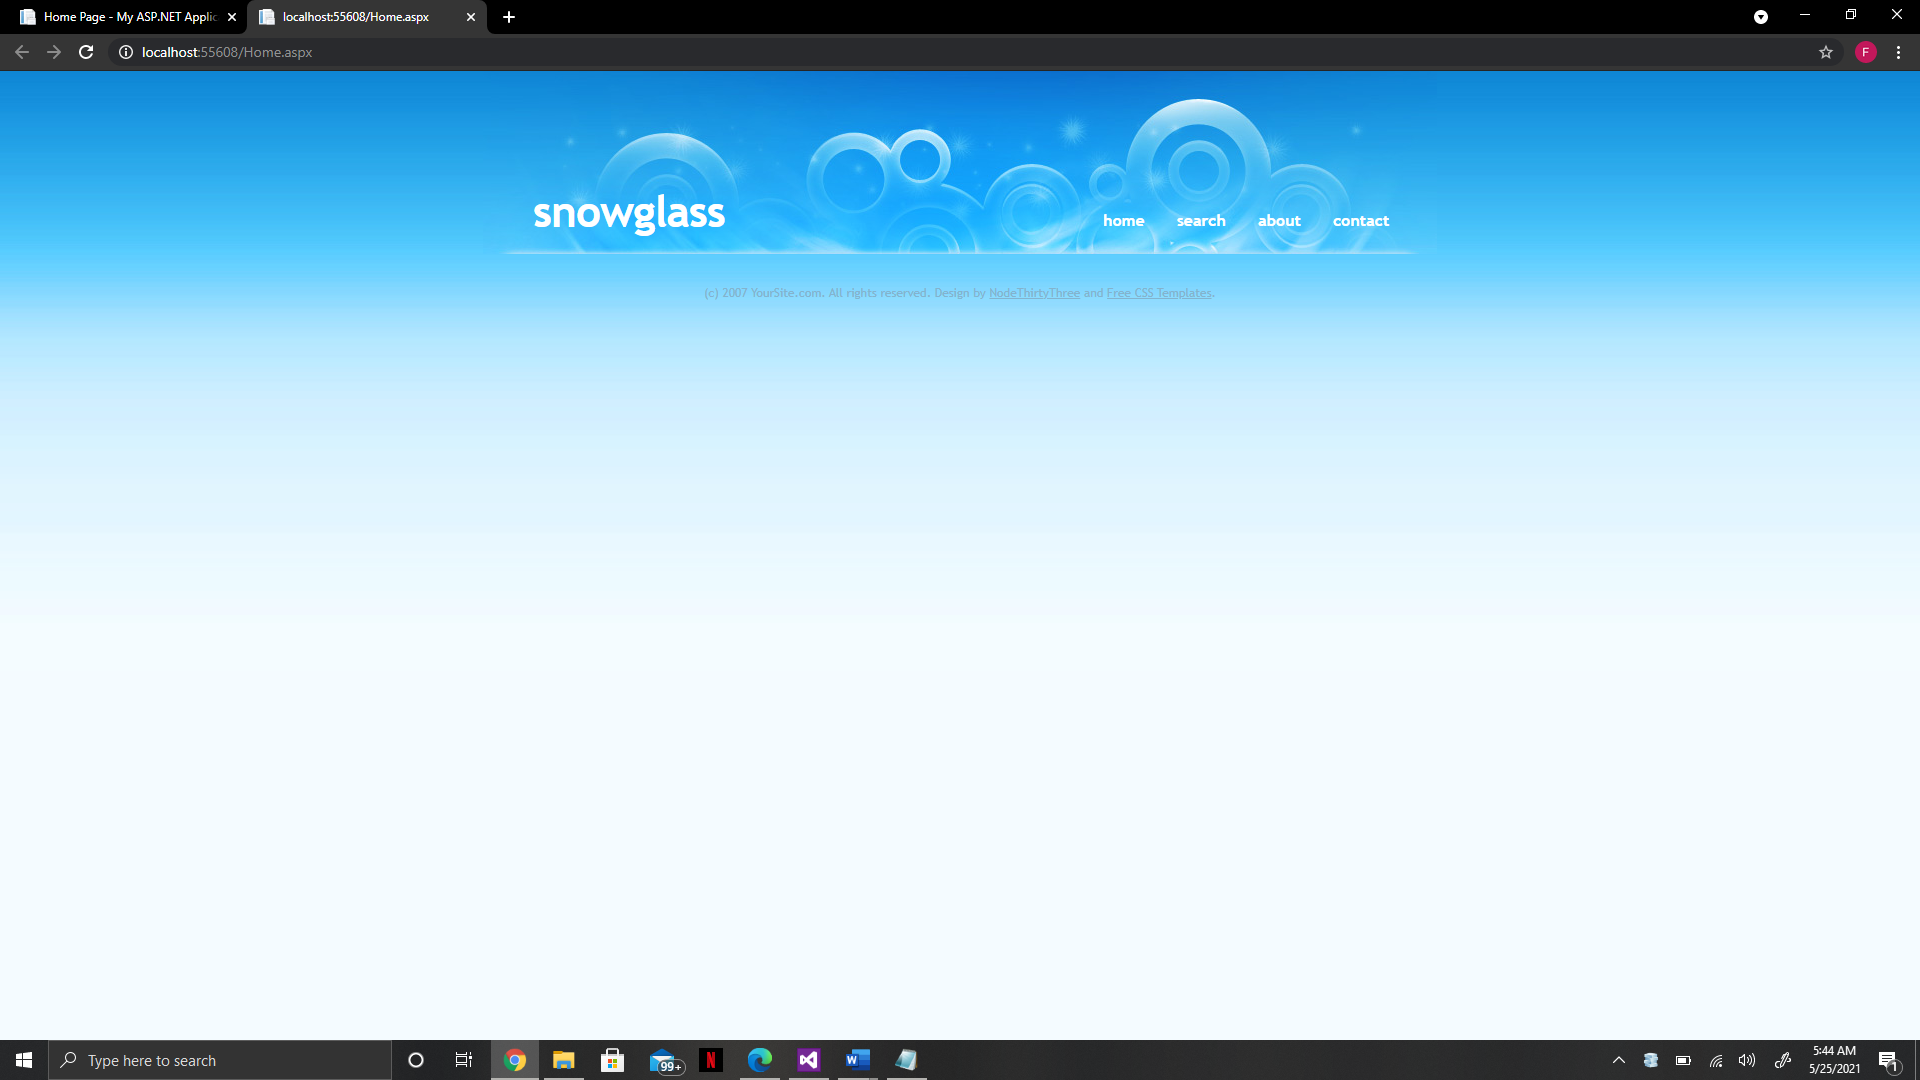 Home Page - My ASP.NET Applic
localhost:55608/Home.aspx
localhost:55608/Home.aspx
F
snowglass
home search about contact
(c) 2007 YourSite.com. All rights reserved. Design by NodeThirtyThree and Free CSS Templates.
Type here to search
99+
N
W
5:44 AM
5/25/2021
1